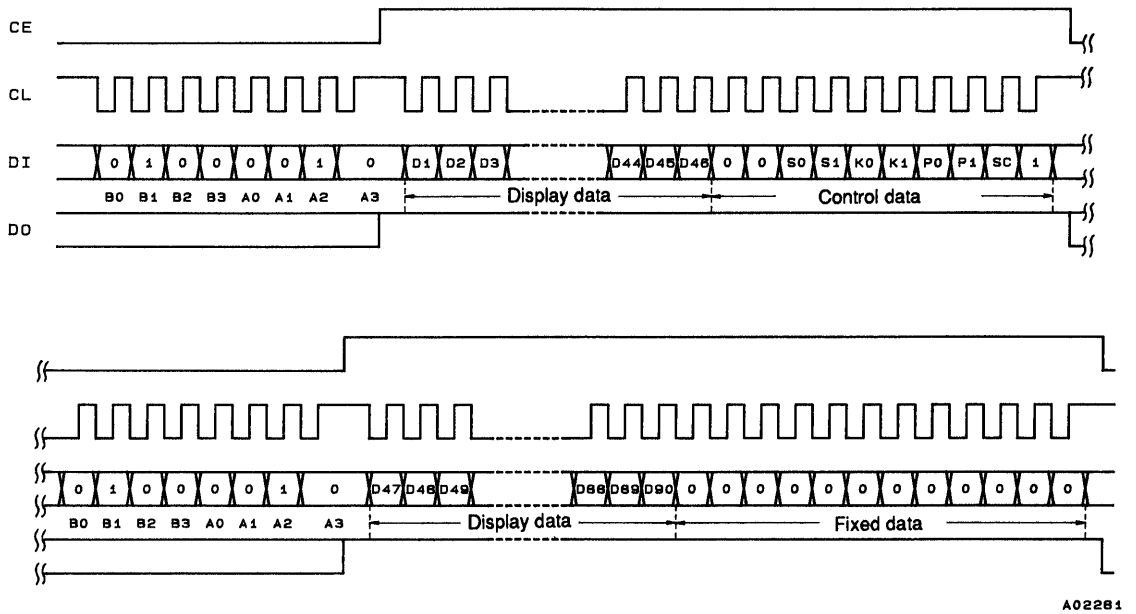 CE
CL
DI 0 1 0 0 0 0 1 0 D1 D2 D3 D44 D45 D46 0 0 S0 S1 K0 K1 P0 P1 SC 1
B0 B1 B2 B3 A0 A1 A2 A3 Display data Control data
DO
0 1 0 0 0 0 1 0 D47 D48 D49 D88 D89 D90 0 0 0 0 0 0 0 0 0 0 0 0
B0 B1 B2 B3 A0 A1 A2 A3 Display data Fixed data
A02281